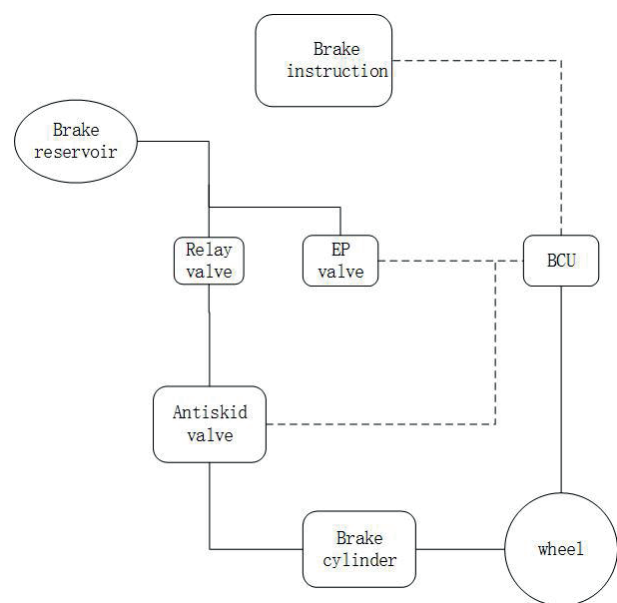 Brake
instruction
Brake
reservoir
Relay
valve
EP
valve
BCU
Antiskid
valve
Brake
cylinder
wheel